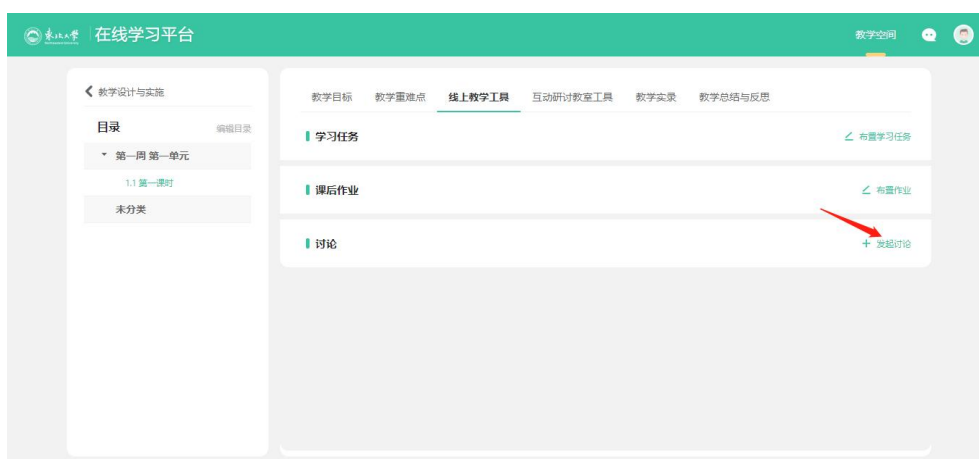 东北大学 在线学习平台
教学空间
教学设计与实施
目录 编辑目录
第一周 第一单元
1.1 第一课时
未分类
教学目标 教学重难点 线上教学工具 互动研讨教室工具 教学实录 教学总结与反思
学习任务 布置学习任务
课后作业 布置作业
讨论 + 发起讨论